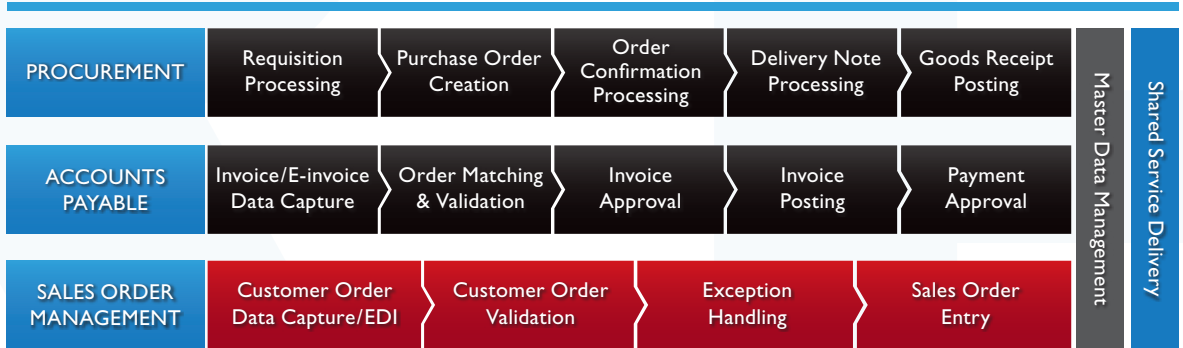 PROCUREMENT
Requisition
Processing
Purchase Order
Creation
Order
Confirmation
Processing
Delivery Note
Processing
Goods Receipt
Posting
ACCOUNTS
PAYABLE
Invoice/E-invoice
Data Capture
Order Matching
& Validation
Invoice
Approval
Invoice
Posting
Payment
Approval
SALES ORDER
MANAGEMENT
Customer Order
Data Capture/EDI
Customer Order
Validation
Exception
Handling
Sales Order
Entry
Master Data Management
Shared Service Delivery